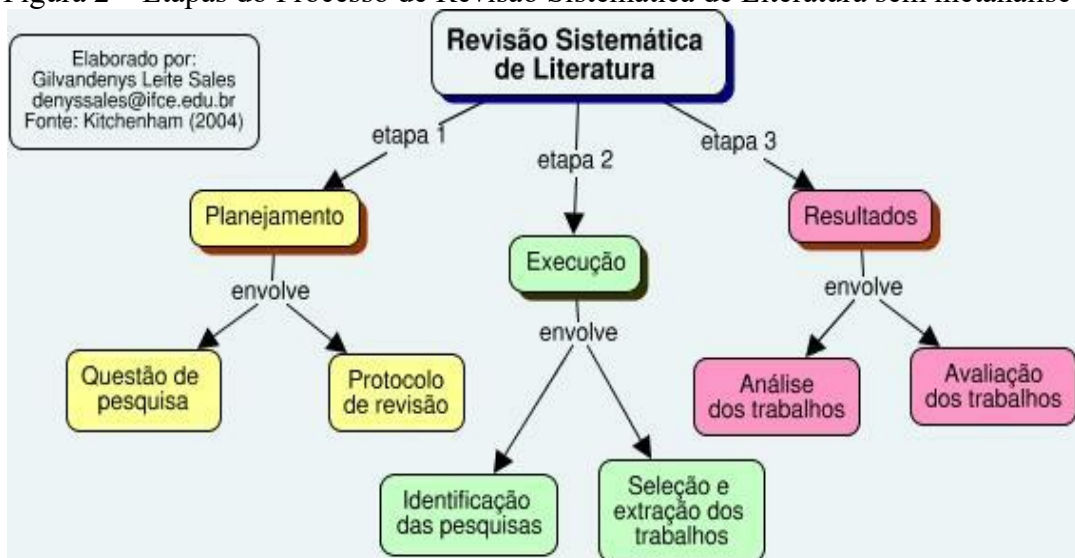 Figura 2 – Etapas do Processo de Revisão Sistemática de Literatura sem metanálise
Elaborado por:
Gilvandenys Leite Sales
denyssales@ifce.edu.br
Fonte: Kitchenham (2004)
Revisão Sistemática
de Literatura
etapa 1
etapa 2
etapa 3
Planejamento
Execução
Resultados
envolve
envolve
envolve
Questão de
pesquisa
Protocolo
de revisão
Análise
dos trabalhos
Avaliação
dos trabalhos
Identificação
das pesquisas
Seleção e
extração dos
trabalhos